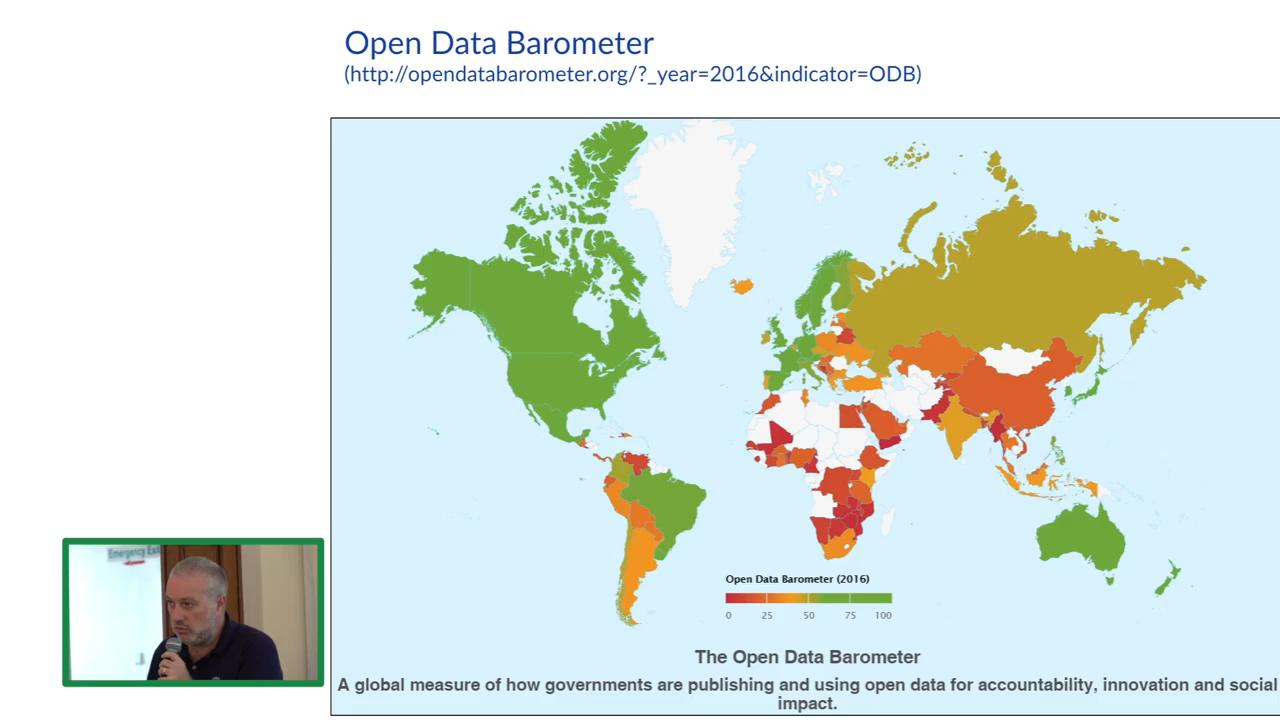 Open Data Barometer
(http://opendatabarometer.org/?_year=2016&indicator=ODB)
Emergency Exit
Open Data Barometer (2016)
0 25 50 75 100
The Open Data Barometer
A global measure of how governments are publishing and using open data for accountability, innovation and social
impact.